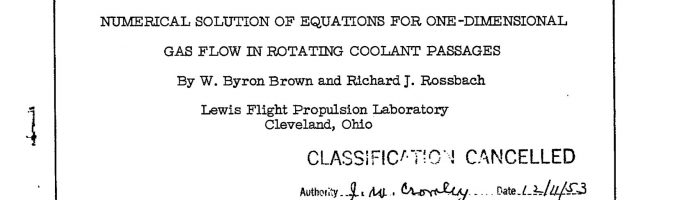 NUMERICAL SOLUTION OF EQUATIONS FOR ONE-DIMENSIONAL
GAS FLOW IN ROTATING COOLANT PASSAGES
By W. Byron Brown and Richard J. Rossbach
Lewis Flight Propulsion Laboratory
Cleveland, Ohio
CLASSIFICATION CANCELLED
Authority J. W. Crowley Date 12/11/53